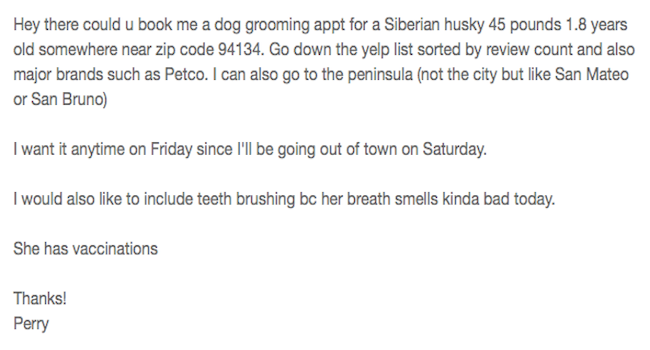 Hey there could u book me a dog grooming appt for a Siberian husky 45 pounds 1.8 years
old somewhere near zip code 94134. Go down the yelp list sorted by review count and also
major brands such as Petco. I can also go to the peninsula (not the city but like San Mateo
or San Bruno)
I want it anytime on Friday since I'll be going out of town on Saturday.
I would also like to include teeth brushing bc her breath smells kinda bad today.
She has vaccinations
Thanks!
Perry